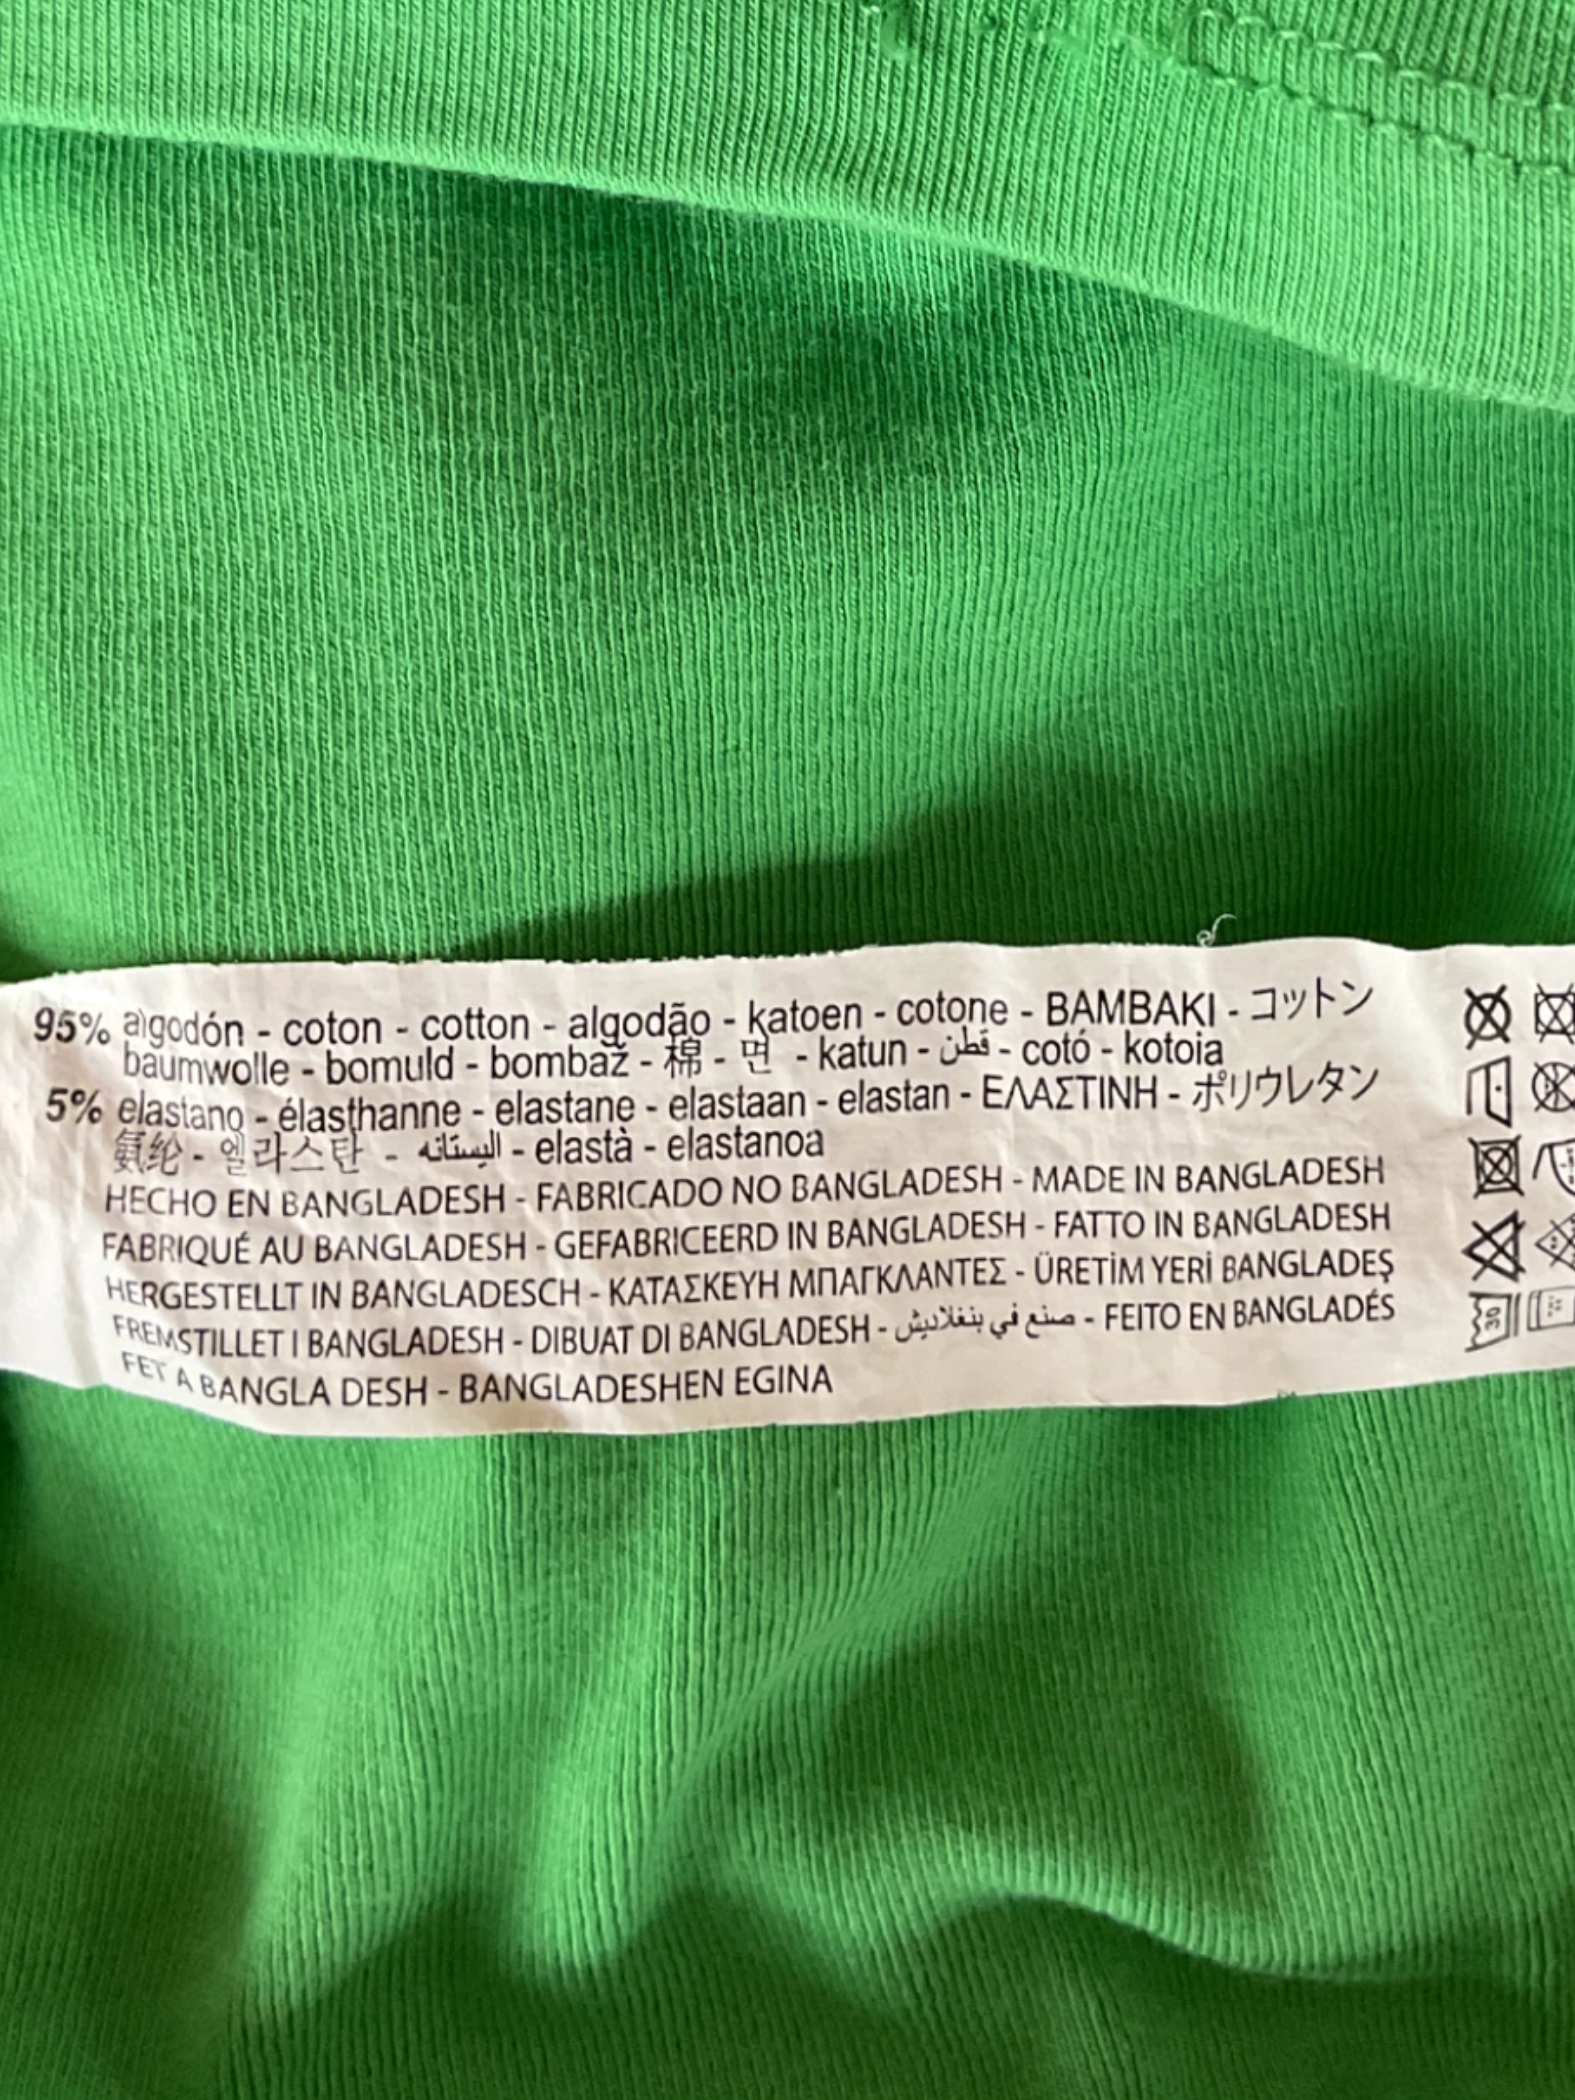 95% algodón - coton - cotton - algodão - katoen - cotone - BAMBAKI - コットン
baumwolle - bomuld - bombaž - 棉 - 면 - katun - قطن - cotó - kotoia
5% elastano - élasthanne - elastane - elastaan - elastan - ΕΛΑΣΤΙΝΗ - ポリウレタン
氨纶 - 엘라스탄 - اليستانه - elastà - elastanoa
HECHO EN BANGLADESH - FABRICADO NO BANGLADESH - MADE IN BANGLADESH
FABRIQUÉ AU BANGLADESH - GEFABRICEERD IN BANGLADESH - FATTO IN BANGLADESH
HERGESTELLT IN BANGLADESCH - ΚΑΤΑΣΚΕΥΗ ΜΠΑΓΚΛΑΝΤΕΣ - ÜRETİM YERİ BANGLADEŞ
FREMSTILLET I BANGLADESH - DIBUAT DI BANGLADESH - صنع في بنغلاديش - FEITO EN BANGLADÉS
FET A BANGLA DESH - BANGLADESHEN EGINA
30